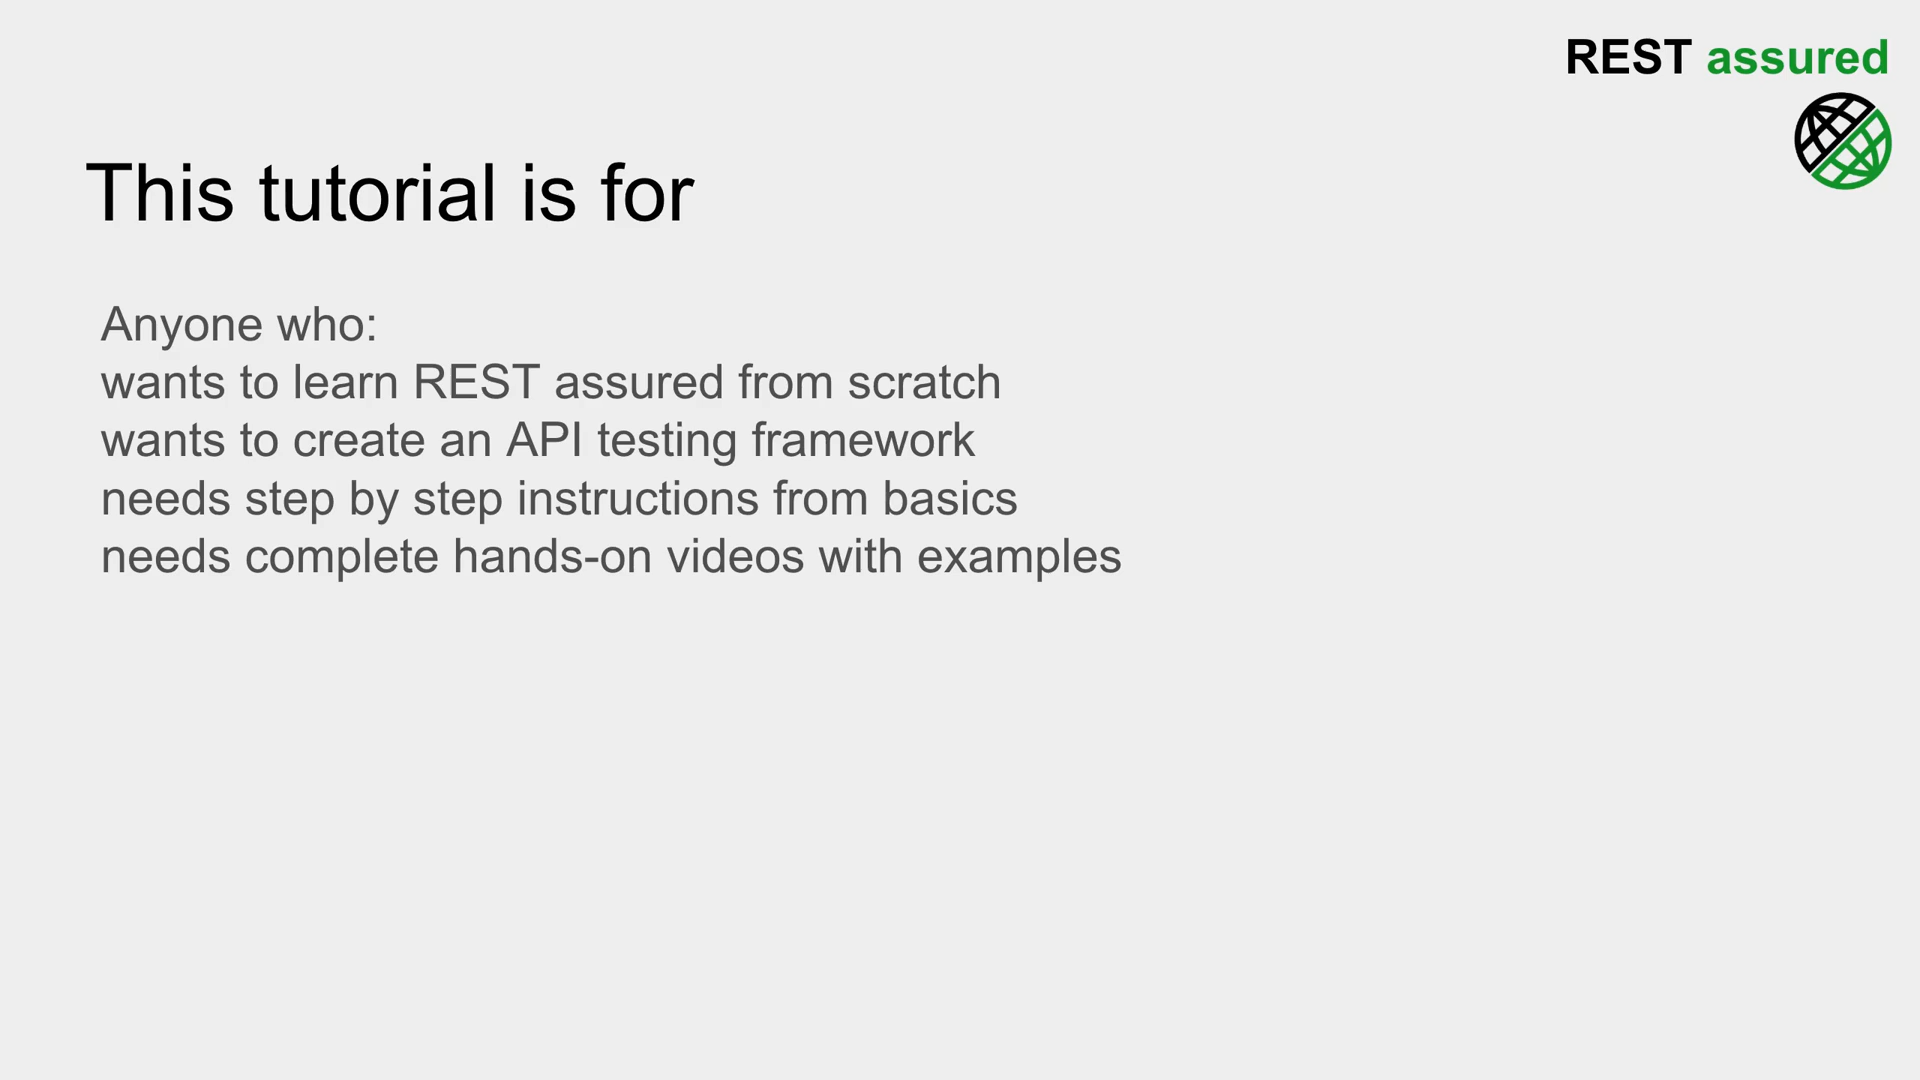 REST assured
This tutorial is for
Anyone who:
wants to learn REST assured from scratch
wants to create an API testing framework
needs step by step instructions from basics
needs complete hands-on videos with examples